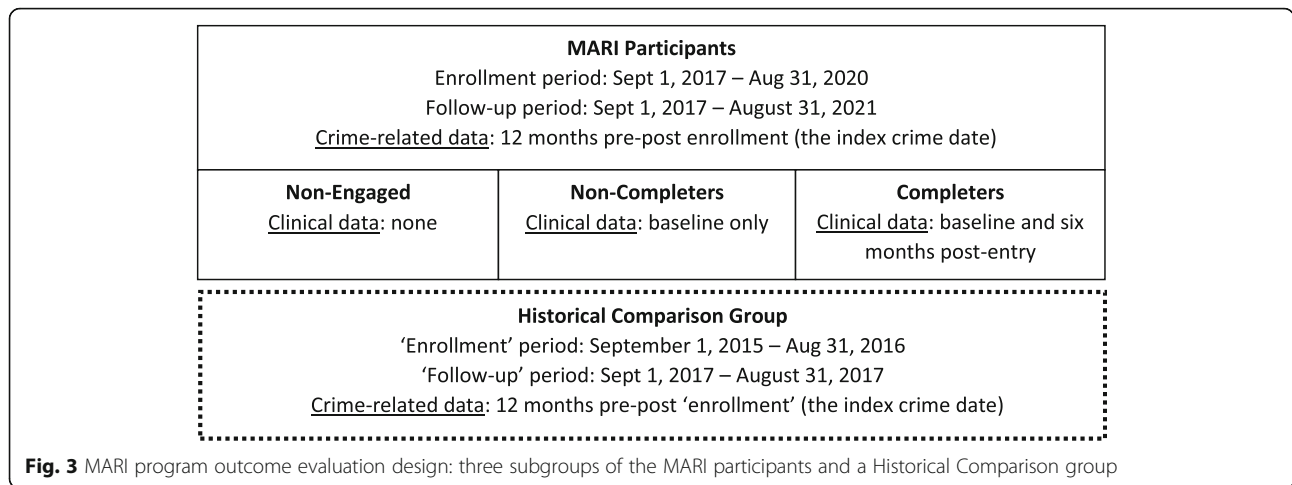 MARI Participants
Enrollment period: Sept 1, 2017 – Aug 31, 2020
Follow-up period: Sept 1, 2017 – August 31, 2021
Crime-related data: 12 months pre-post enrollment (the index crime date)
Non-Engaged
Clinical data: none
Non-Completers
Clinical data: baseline only
Completers
Clinical data: baseline and six
months post-entry
Historical Comparison Group
‘Enrollment’ period: September 1, 2015 – Aug 31, 2016
‘Follow-up’ period: Sept 1, 2017 – August 31, 2017
Crime-related data: 12 months pre-post ‘enrollment’ (the index crime date)
Fig. 3 MARI program outcome evaluation design: three subgroups of the MARI participants and a Historical Comparison group